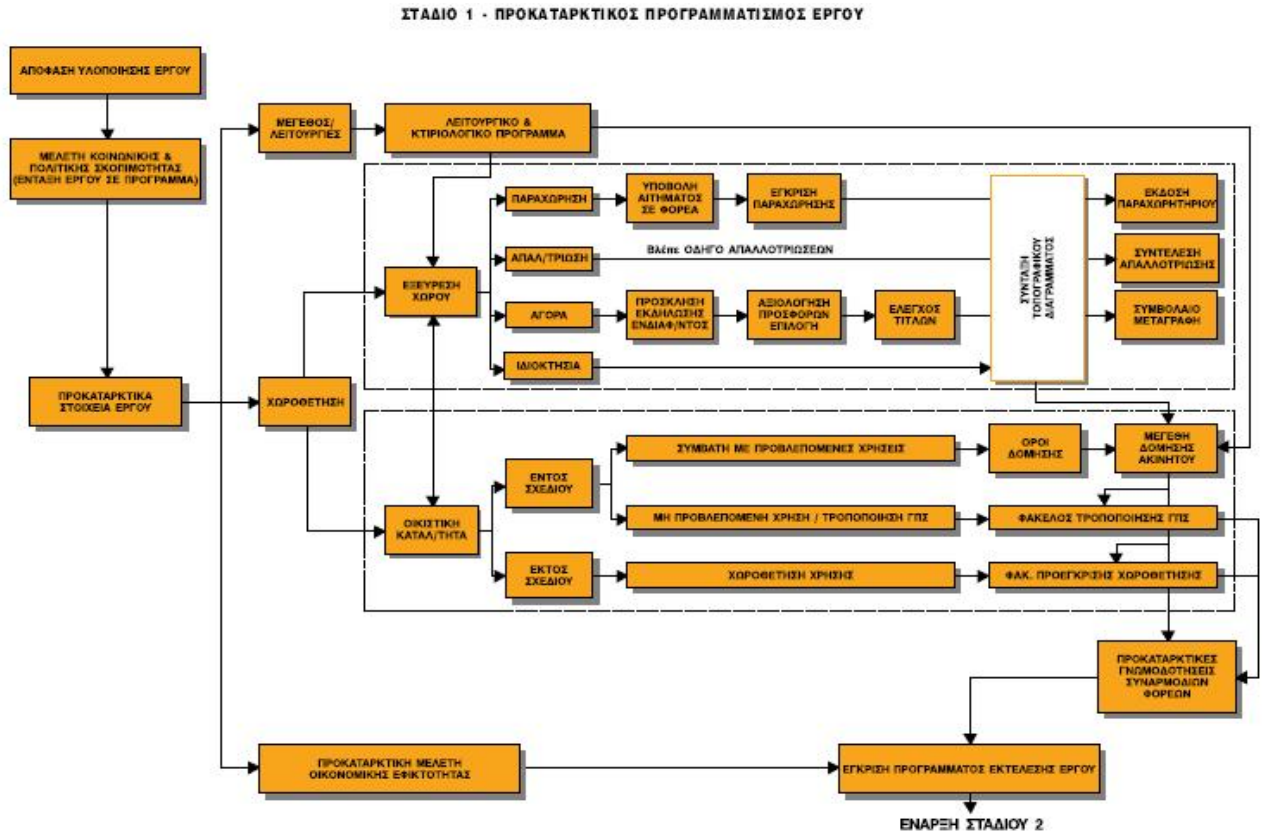 ΣΤΑΔΙΟ 1 - ΠΡΟΚΑΤΑΡΚΤΙΚΟΣ ΠΡΟΓΡΑΜΜΑΤΙΣΜΟΣ ΕΡΓΟΥ
ΑΠΟΦΑΣΗ ΥΛΟΠΟΙΗΣΗΣ ΕΡΓΟΥ
ΜΕΛΕΤΗ ΚΟΙΝΩΝΙΚΗΣ &
ΠΟΛΙΤΙΚΗΣ ΣΚΟΠΙΜΟΤΗΤΑΣ
(ΕΝΤΑΞΗ ΕΡΓΟΥ ΣΕ ΠΡΟΓΡΑΜΜΑ)
ΠΡΟΚΑΤΑΡΚΤΙΚΑ
ΣΤΟΙΧΕΙΑ ΕΡΓΟΥ
ΜΕΓΕΘΟΣ/
ΛΕΙΤΟΥΡΓΙΕΣ
ΛΕΙΤΟΥΡΓΙΚΟ &
ΚΤΙΡΙΟΛΟΓΙΚΟ ΠΡΟΓΡΑΜΜΑ
ΧΩΡΟΘΕΤΗΣΗ
ΕΞΕΥΡΕΣΗ
ΧΩΡΟΥ
ΠΑΡΑΧΩΡΗΣΗ
ΥΠΟΒΟΛΗ
ΑΙΤΗΜΑΤΟΣ
ΣΕ ΦΟΡΕΑ
ΕΓΚΡΙΣΗ
ΠΑΡΑΧΩΡΗΣΗΣ
ΕΚΔΟΣΗ
ΠΑΡΑΧΩΡΗΤΗΡΙΟΥ
ΑΠΑΛ/ΤΡΙΩΣΗ
Βλέπε ΟΔΗΓΟ ΑΠΑΛΛΟΤΡΙΩΣΕΩΝ
ΣΥΝΤΕΛΕΣΗ
ΑΠΑΛΛΟΤΡΙΩΣΗΣ
ΑΓΟΡΑ
ΠΡΟΣΚΛΗΣΗ
ΕΚΔΗΛΩΣΗΣ
ΕΝΔΙΑΦ/ΝΤΟΣ
ΑΞΙΟΛΟΓΗΣΗ
ΠΡΟΣΦΟΡΩΝ
ΕΠΙΛΟΓΗ
ΕΛΕΓΧΟΣ
ΤΙΤΛΩΝ
ΣΥΜΒΟΛΑΙΟ
ΜΕΤΑΓΡΑΦΗ
ΙΔΙΟΚΤΗΣΙΑ
ΣΥΝΤΑΞΗ
ΤΟΠΟΓΡΑΦΙΚΟΥ
ΔΙΑΓΡΑΜΜΑΤΟΣ
ΟΙΚΙΣΤΙΚΗ
ΚΑΤΑΛ/ΤΗΤΑ
ΕΝΤΟΣ
ΣΧΕΔΙΟΥ
ΣΥΜΒΑΤΗ ΜΕ ΠΡΟΒΛΕΠΟΜΕΝΕΣ ΧΡΗΣΕΙΣ
ΟΡΟΙ
ΔΟΜΗΣΗΣ
ΜΕΓΕΘΗ
ΔΟΜΗΣΗΣ
ΑΚΙΝΗΤΟΥ
ΜΗ ΠΡΟΒΛΕΠΟΜΕΝΗ ΧΡΗΣΗ / ΤΡΟΠΟΠΟΙΗΣΗ ΓΠΣ
ΦΑΚΕΛΟΣ ΤΡΟΠΟΠΟΙΗΣΗΣ ΓΠΣ
ΕΚΤΟΣ
ΣΧΕΔΙΟΥ
ΧΩΡΟΘΕΤΗΣΗ ΧΡΗΣΗΣ
ΦΑΚ. ΠΡΟΕΓΚΡΙΣΗΣ ΧΩΡΟΘΕΤΗΣΗΣ
ΠΡΟΚΑΤΑΡΚΤΙΚΕΣ
ΓΝΩΜΟΔΟΤΗΣΕΙΣ
ΣΥΝΑΡΜΟΔΙΩΝ
ΦΟΡΕΩΝ
ΠΡΟΚΑΤΑΡΚΤΙΚΗ ΜΕΛΕΤΗ
ΟΙΚΟΝΟΜΙΚΗΣ ΕΦΙΚΤΟΤΗΤΑΣ
ΕΓΚΡΙΣΗ ΠΡΟΓΡΑΜΜΑΤΟΣ ΕΚΤΕΛΕΣΗΣ ΕΡΓΟΥ
ΕΝΑΡΞΗ ΣΤΑΔΙΟΥ 2